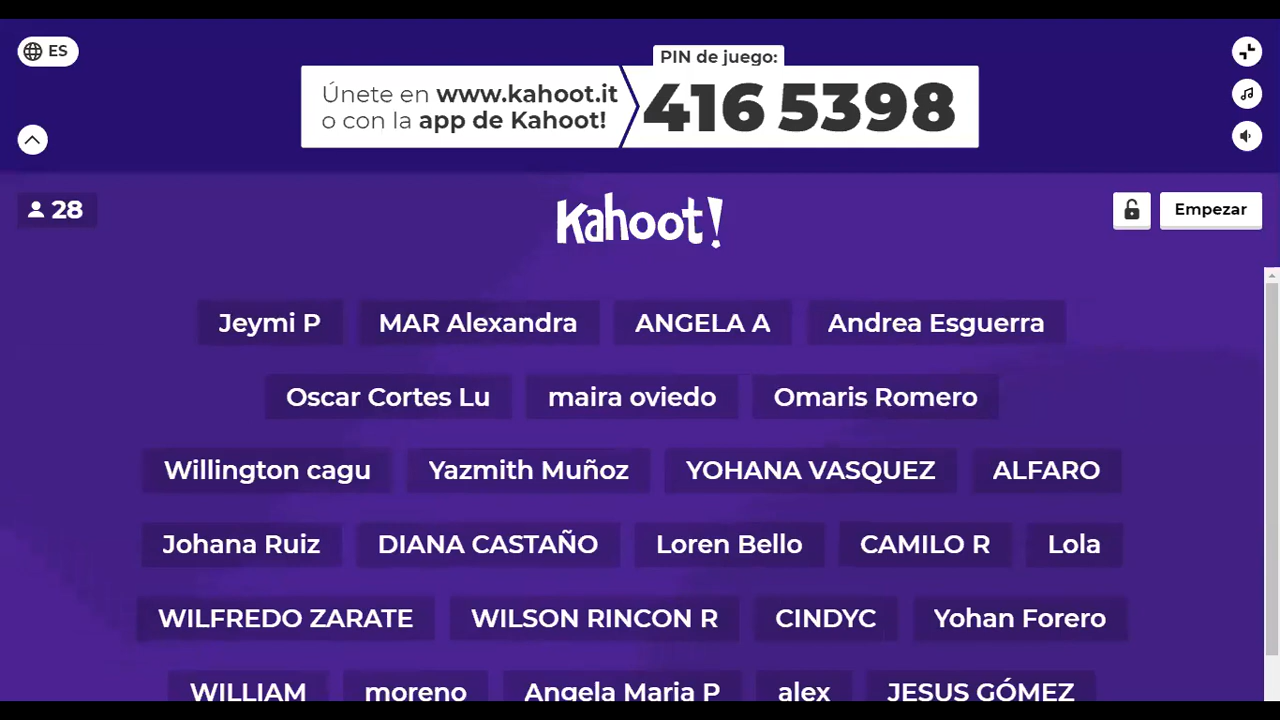 ES
PIN de juego:
Únete en www.kahoot.it
o con la app de Kahoot!
416 5398
28
Kahoot!
Empezar
Jeymi P MAR Alexandra ANGELA A Andrea Esguerra
Oscar Cortes Lu maira oviedo Omaris Romero
Willington cagu Yazmith Muñoz YOHANA VASQUEZ ALFARO
Johana Ruiz DIANA CASTAÑO Loren Bello CAMILO R Lola
WILFREDO ZARATE WILSON RINCON R CINDYC Yohan Forero
WILLIAM moreno Angela Maria P alex JESUS GÓMEZ